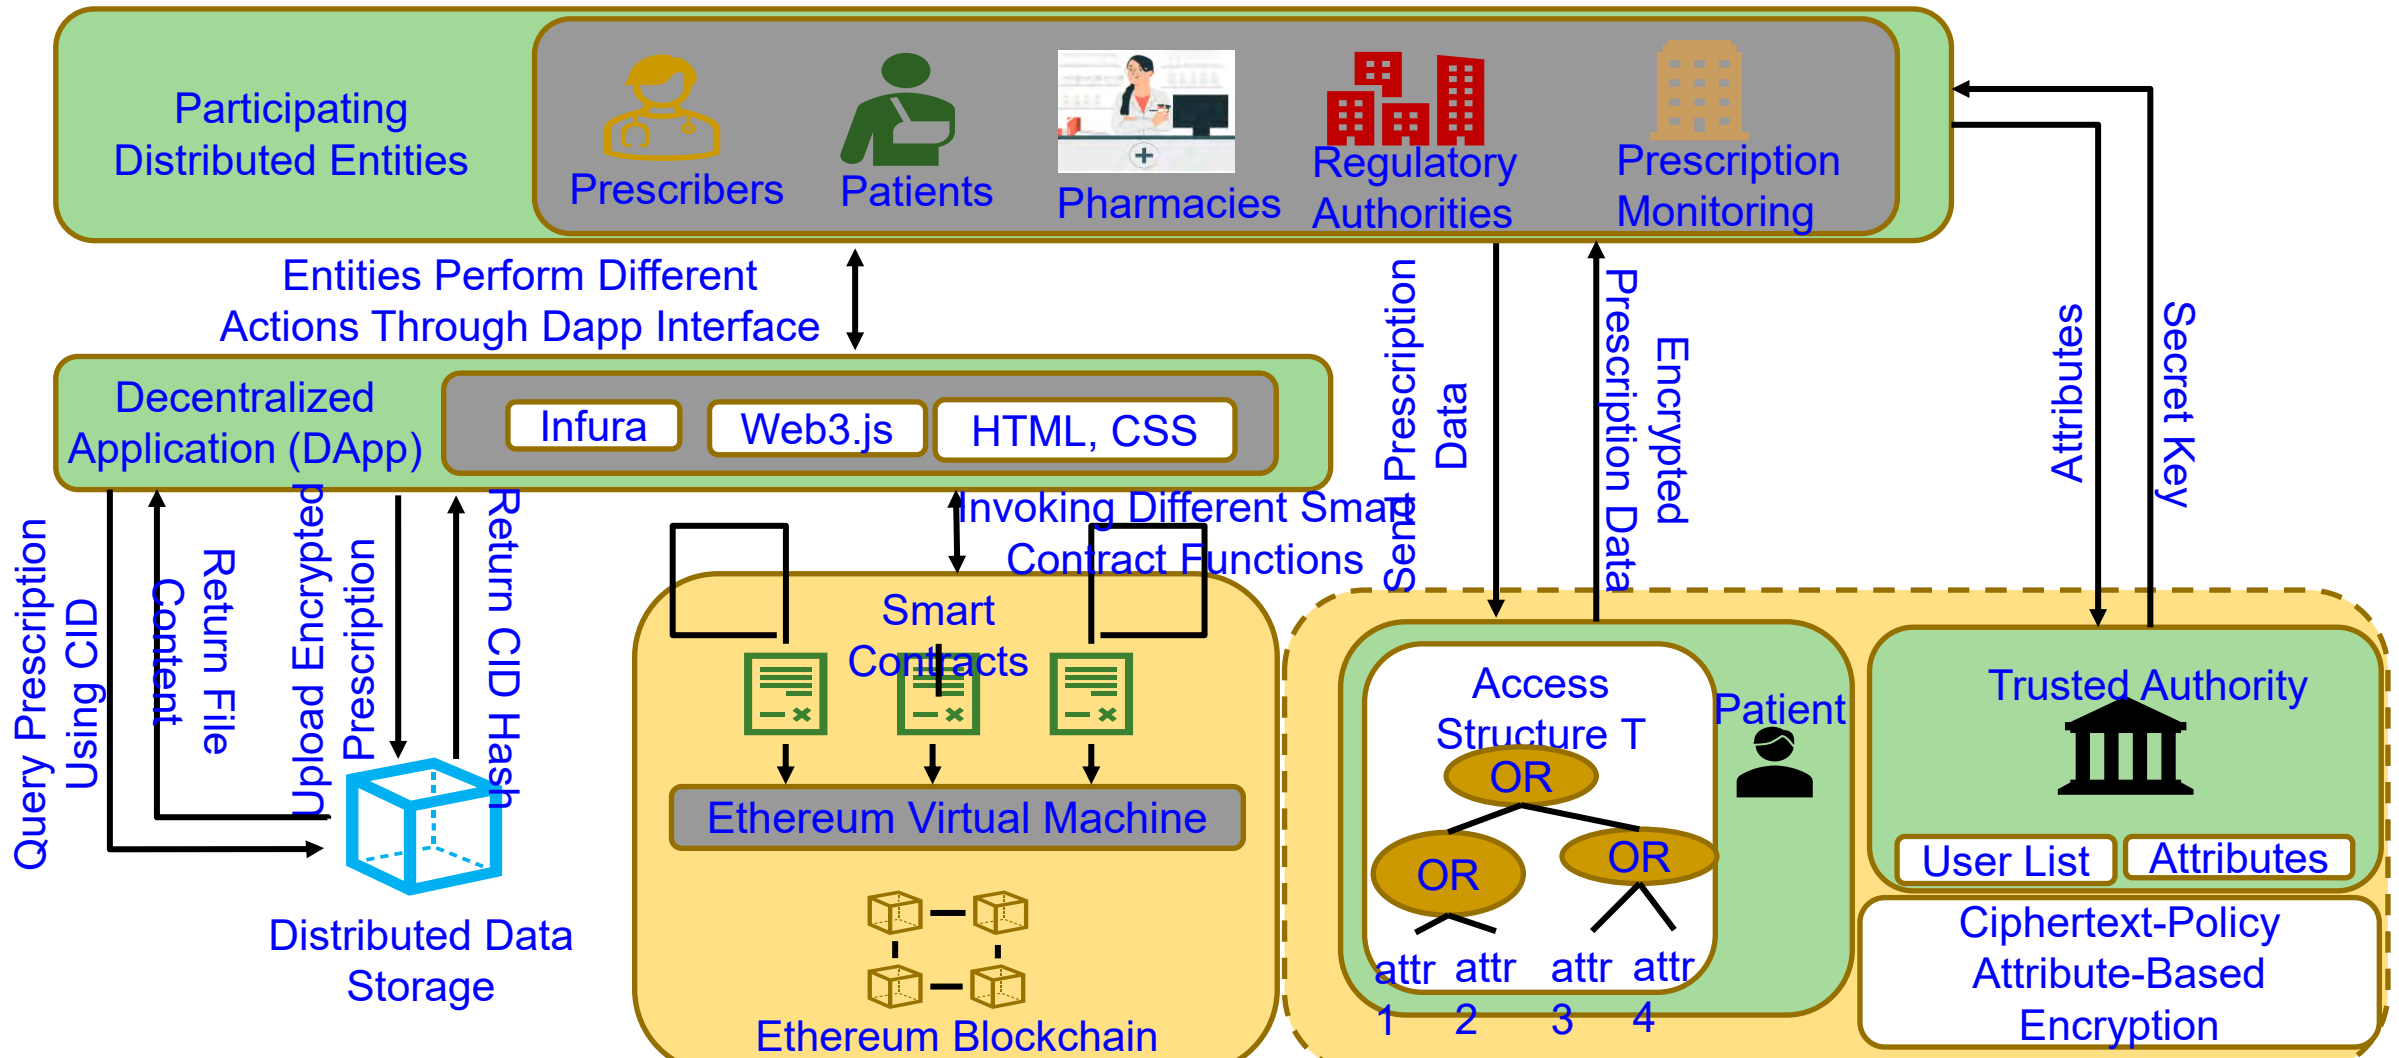 Participating
Distributed Entities
Prescribers
Patients
Pharmacies
Regulatory
Authorities
Prescription
Monitoring
Entities Perform Different
Actions Through Dapp Interface
Send Prescription
Data
Encrypted
Prescription Data
Attributes
Secret Key
Decentralized
Application (DApp)
Infura
Web3.js
HTML, CSS
Query Prescription
Using CID
Return File
Content
Upload Encrypted
Prescription
Return CID Hash
Invoking Different Smart
Contract Functions
Smart
Contracts
Ethereum Virtual Machine
Ethereum Blockchain
Distributed Data
Storage
Access
Structure T
OR
OR
OR
attr
1
attr
2
attr
3
attr
4
Patient
Trusted Authority
User List
Attributes
Ciphertext-Policy
Attribute-Based
Encryption